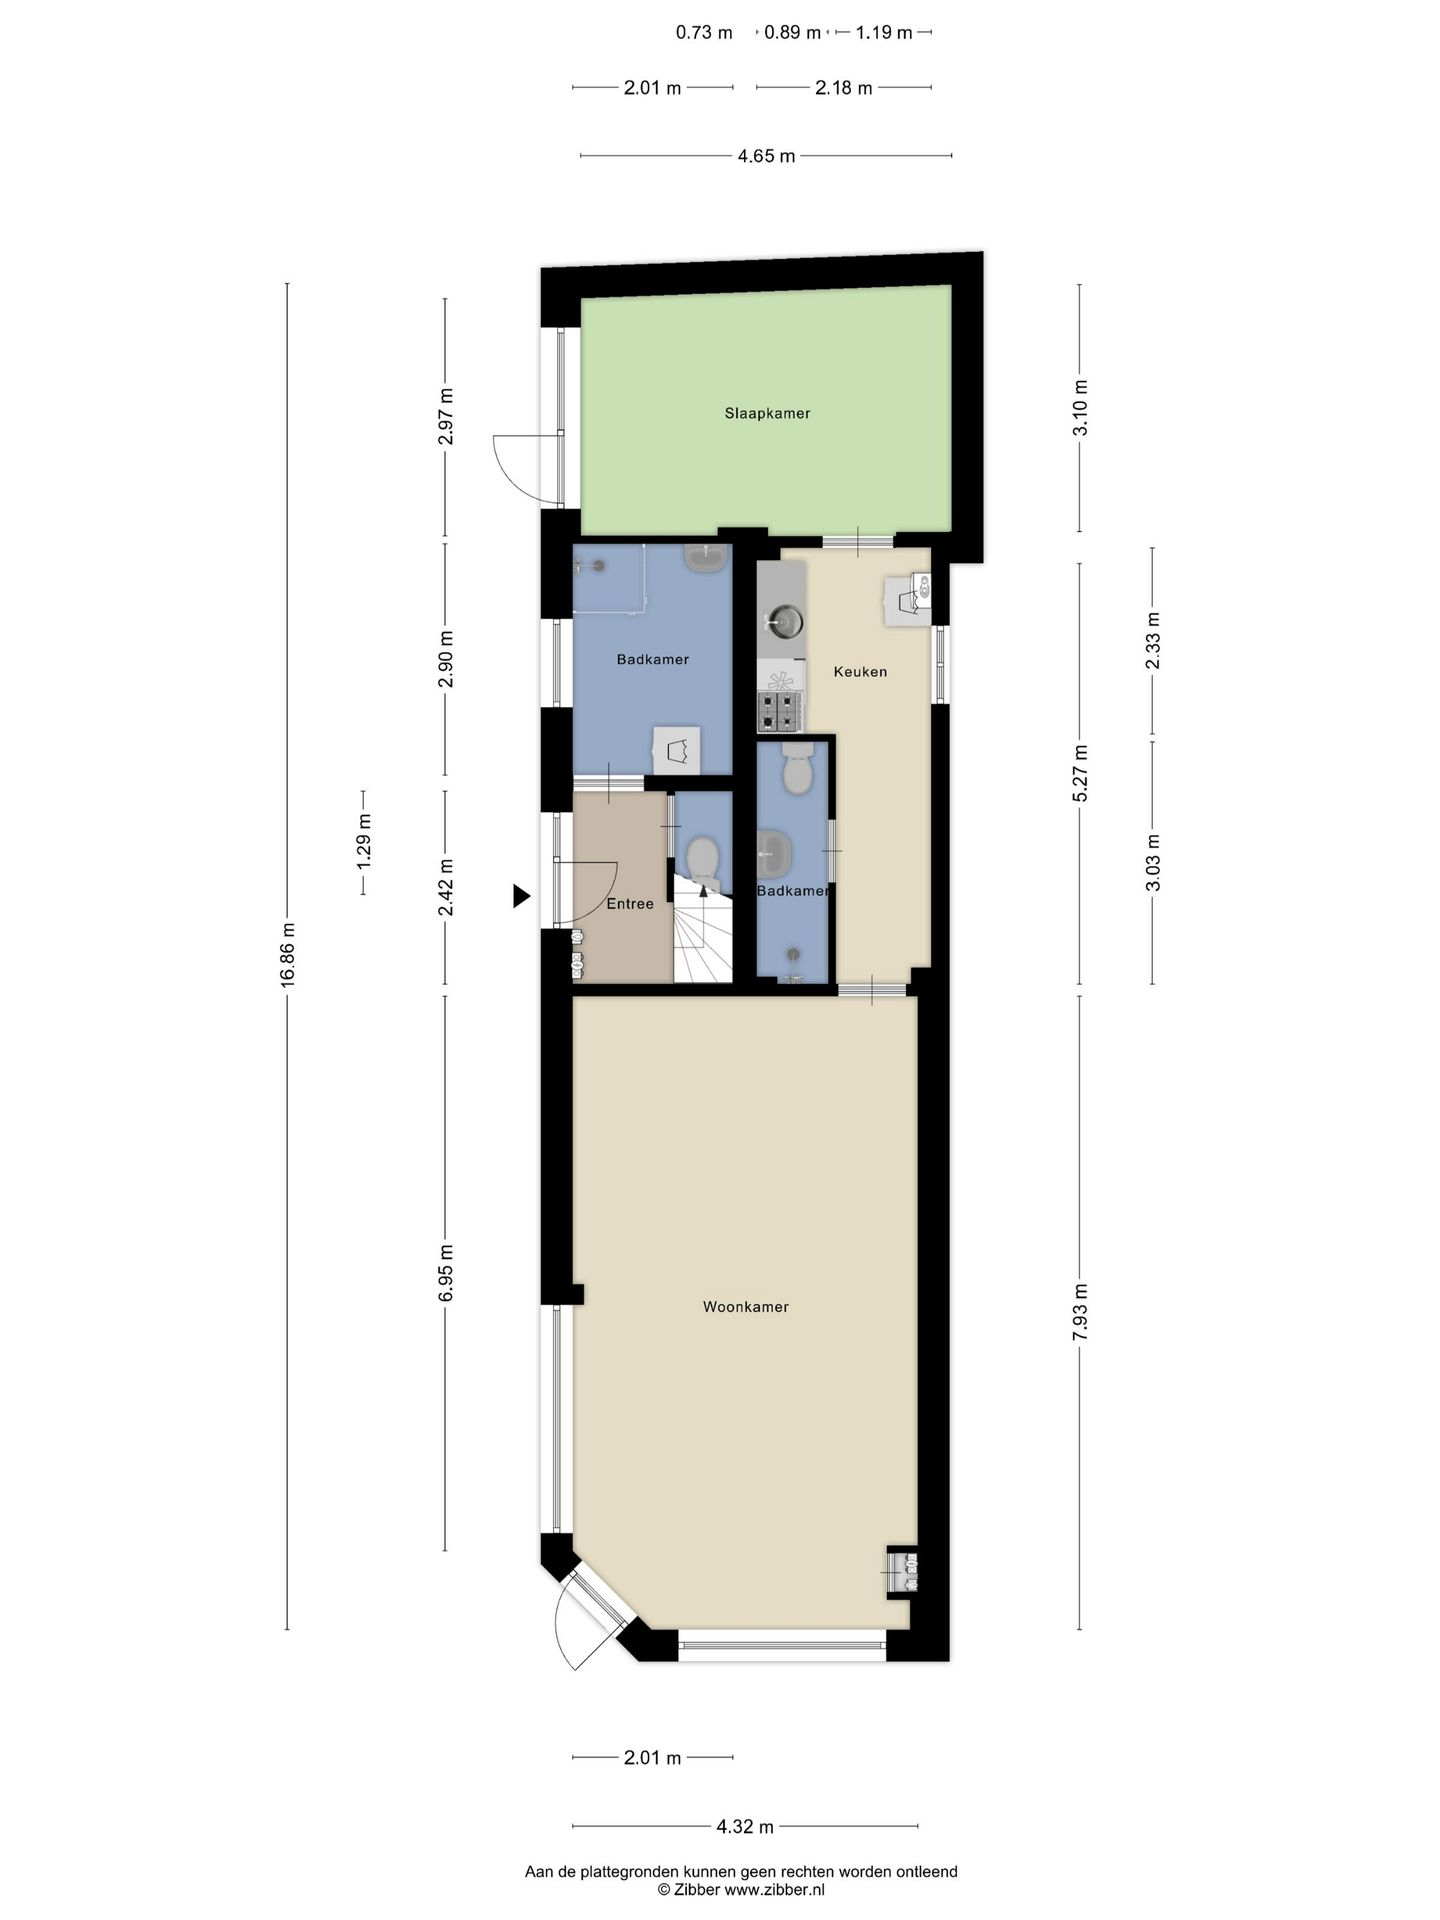 0.73 m 0.89 m 1.19 m
2.01 m 2.18 m
4.65 m
Slaapkamer
2.97 m
3.10 m
Badkamer
Keuken
2.90 m
2.33 m
5.27 m
1.29 m
2.42 m
3.03 m
Badkamer
Entree
16.86 m
6.95 m
Woonkamer
7.93 m
2.01 m
4.32 m
Aan de plattegronden kunnen geen rechten worden ontleend
© Zibber www.zibber.nl